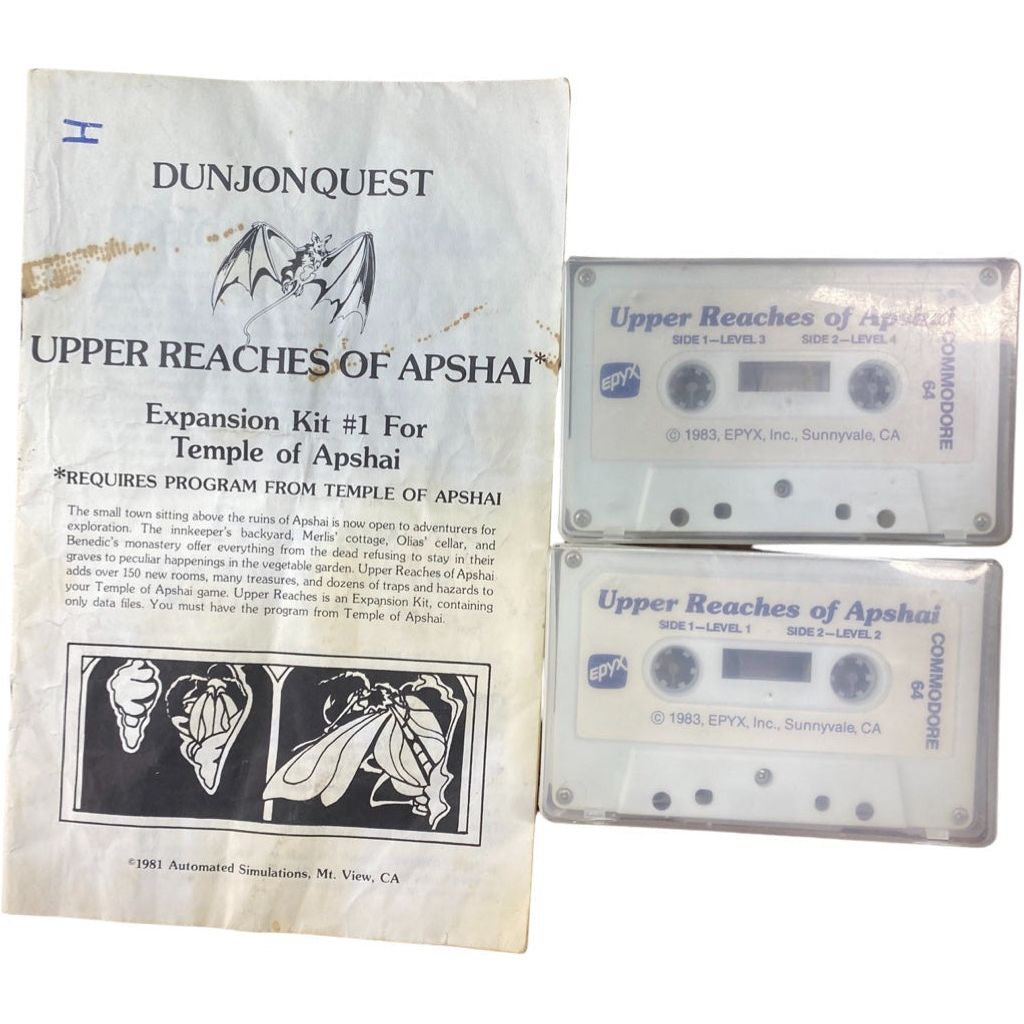 H
DUNJONQUEST
UPPER REACHES OF APSHAI*
Expansion Kit #1 For
Temple of Apshai
*REQUIRES PROGRAM FROM TEMPLE OF APSHAI
The small town sitting above the ruins of Apshai is now open to adventurers for
exploration. The innkeeper's backyard, Merlis' cottage, Olias' cellar, and
Benedic's monastery offer everything from the dead refusing to stay in their
graves to peculiar happenings in the vegetable garden. Upper Reaches of Apshai
adds over 150 new rooms, many treasures, and dozens of traps and hazards to
your Temple of Apshai game. Upper Reaches is an Expansion Kit, containing
only data files. You must have the program from Temple of Apshai.
©1981 Automated Simulations, Mt. View, CA
Upper Reaches of Apshai
SIDE 1—LEVEL 3 SIDE 2—LEVEL 4
EPYX
COMMODORE
64
© 1983, EPYX, Inc., Sunnyvale, CA
Upper Reaches of Apshai
SIDE 1—LEVEL 1 SIDE 2—LEVEL 2
EPYX
COMMODORE
64
© 1983, EPYX, Inc., Sunnyvale, CA